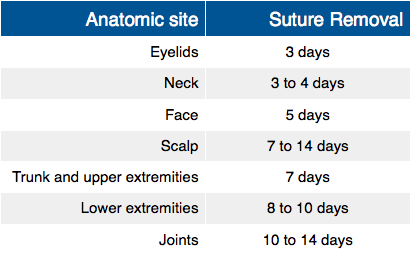 Anatomic site Suture Removal
Eyelids 3 days
Neck 3 to 4 days
Face 5 days
Scalp 7 to 14 days
Trunk and upper extremities 7 days
Lower extremities 8 to 10 days
Joints 10 to 14 days